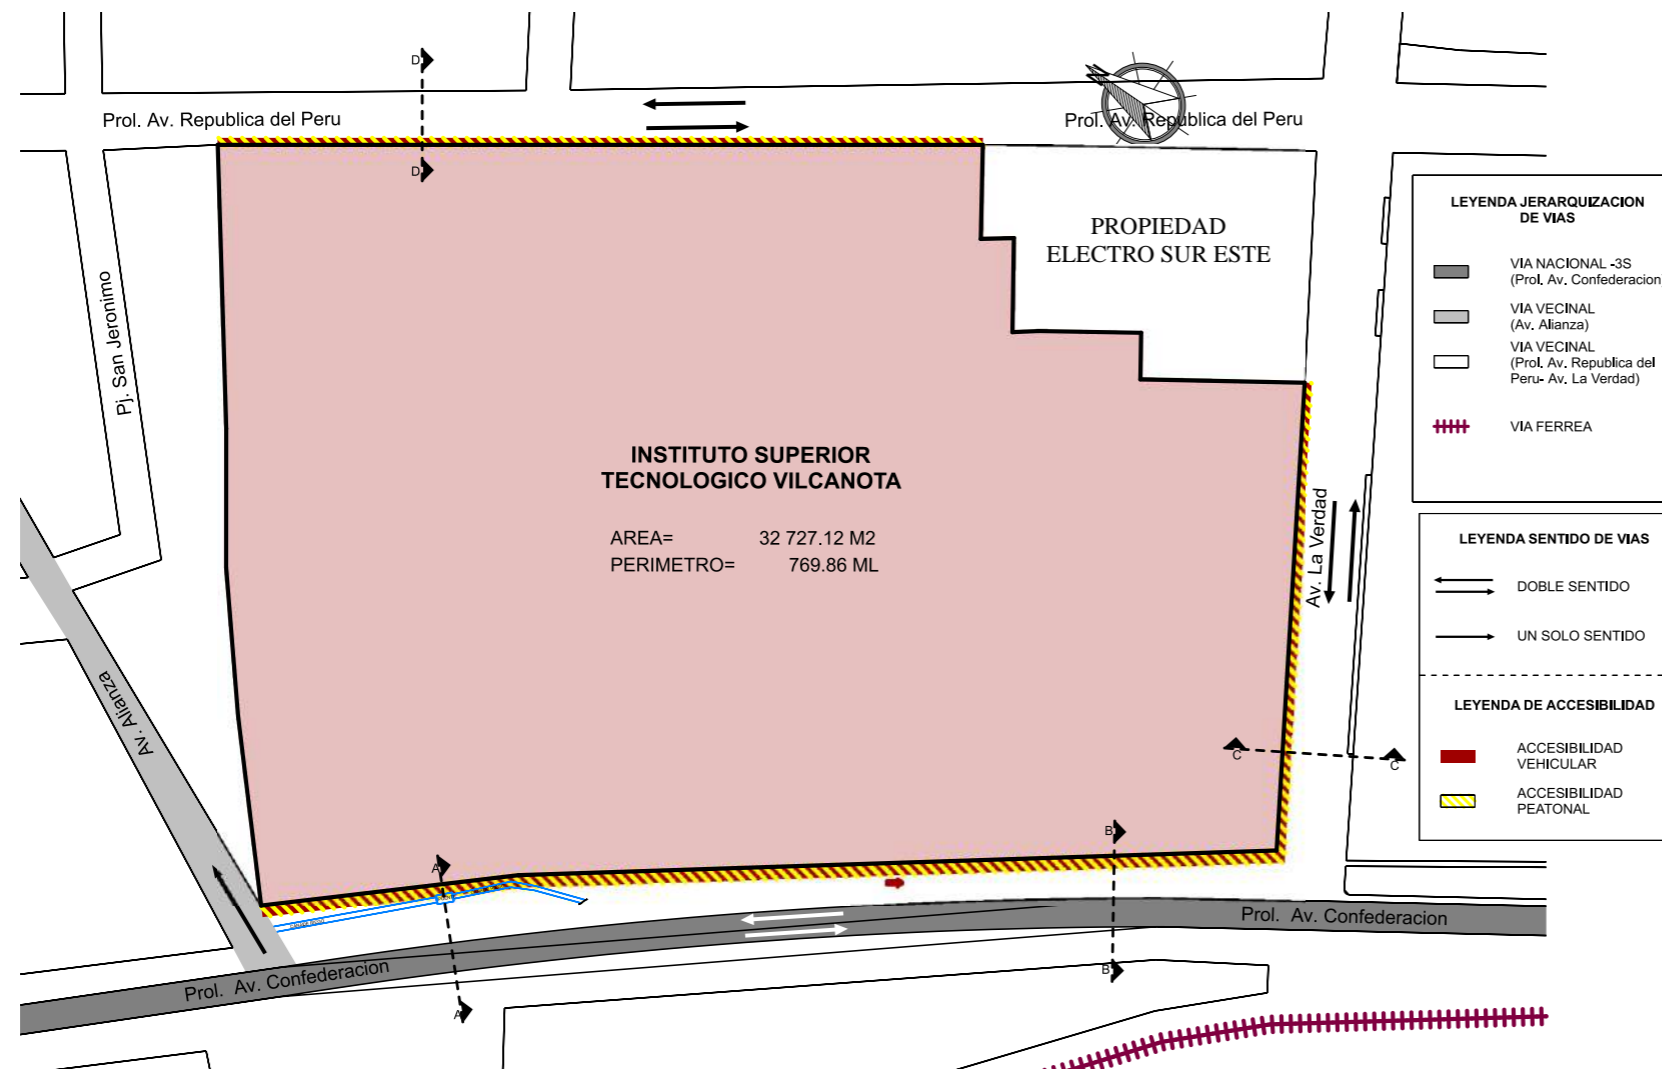 D
Prol. Av. Republica del Peru
Prol. Av. Republica del Peru
D
PROPIEDAD
ELECTRO SUR ESTE
Pj. San Jeronimo
INSTITUTO SUPERIOR
TECNOLOGICO VILCANOTA
AREA= 32 727.12 M2
PERIMETRO= 769.86 ML
Av. La Verdad
Av. Alianza
C
C
B
A
Prol. Av. Confederacion
Prol. Av. Confederacion
B
A
LEYENDA JERARQUIZACION
DE VIAS
VIA NACIONAL -3S
(Prol. Av. Confederacion
VIA VECINAL
(Av. Alianza)
VIA VECINAL
(Prol. Av. Republica del
Peru- Av. La Verdad)
VIA FERREA
LEYENDA SENTIDO DE VIAS
DOBLE SENTIDO
UN SOLO SENTIDO
LEYENDA DE ACCESIBILIDAD
ACCESIBILIDAD
VEHICULAR
ACCESIBILIDAD
PEATONAL